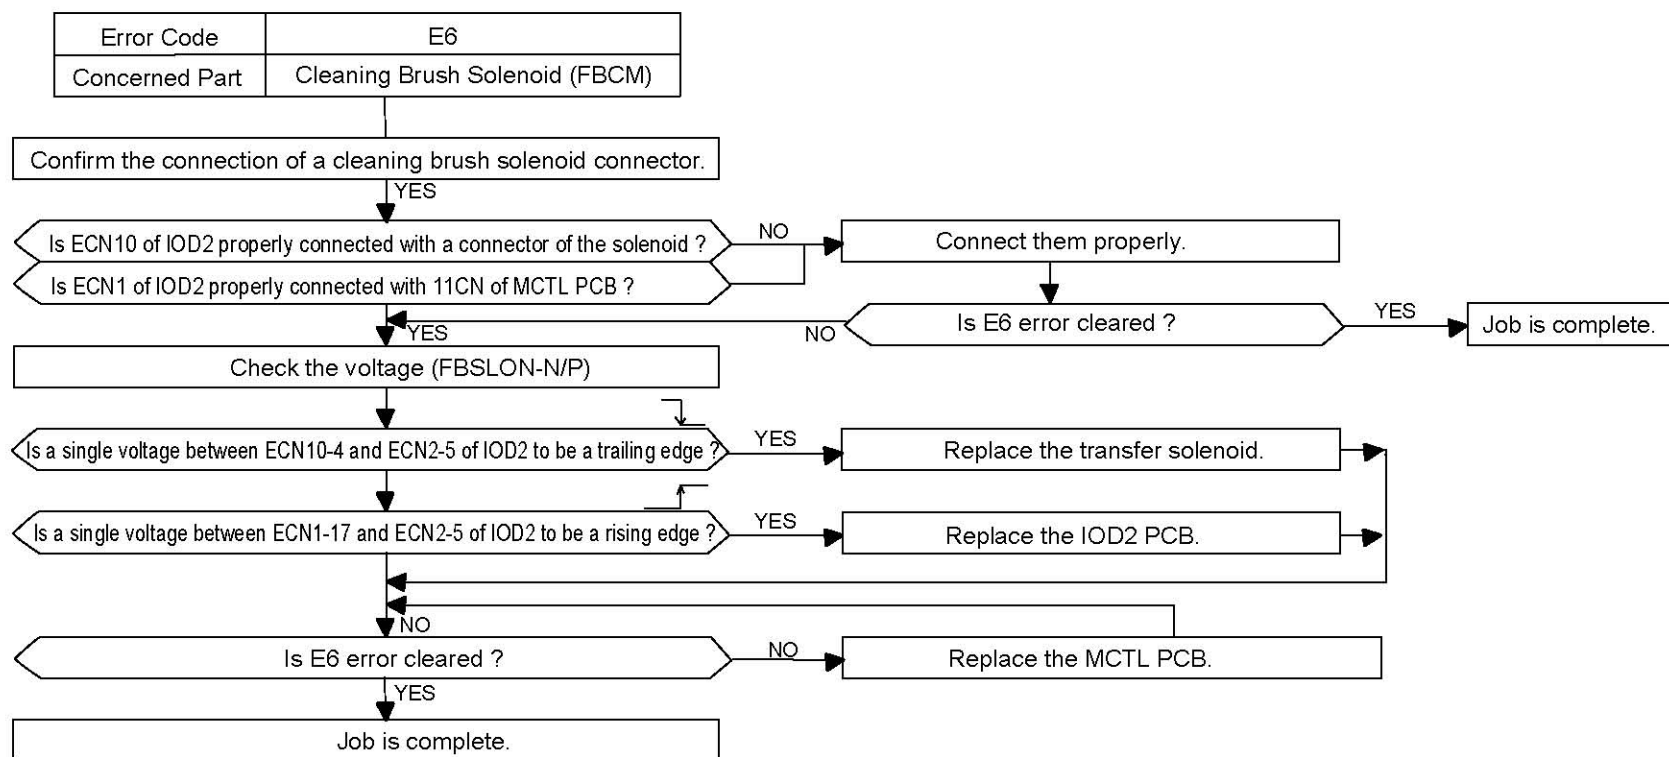 Error Code E6
Concerned Part Cleaning Brush Solenoid (FBCM)
Confirm the connection of a cleaning brush solenoid connector.
YES
Is ECN10 of IOD2 properly connected with a connector of the solenoid ?
NO
Connect them properly.
Is ECN1 of IOD2 properly connected with 11CN of MCTL PCB ?
YES
NO
Is E6 error cleared ?
YES
Job is complete.
Check the voltage (FBSLON-N/P)
Is a single voltage between ECN10-4 and ECN2-5 of IOD2 to be a trailing edge ?
YES
Replace the transfer solenoid.
Is a single voltage between ECN1-17 and ECN2-5 of IOD2 to be a rising edge ?
YES
Replace the IOD2 PCB.
NO
Is E6 error cleared ?
NO
Replace the MCTL PCB.
YES
Job is complete.